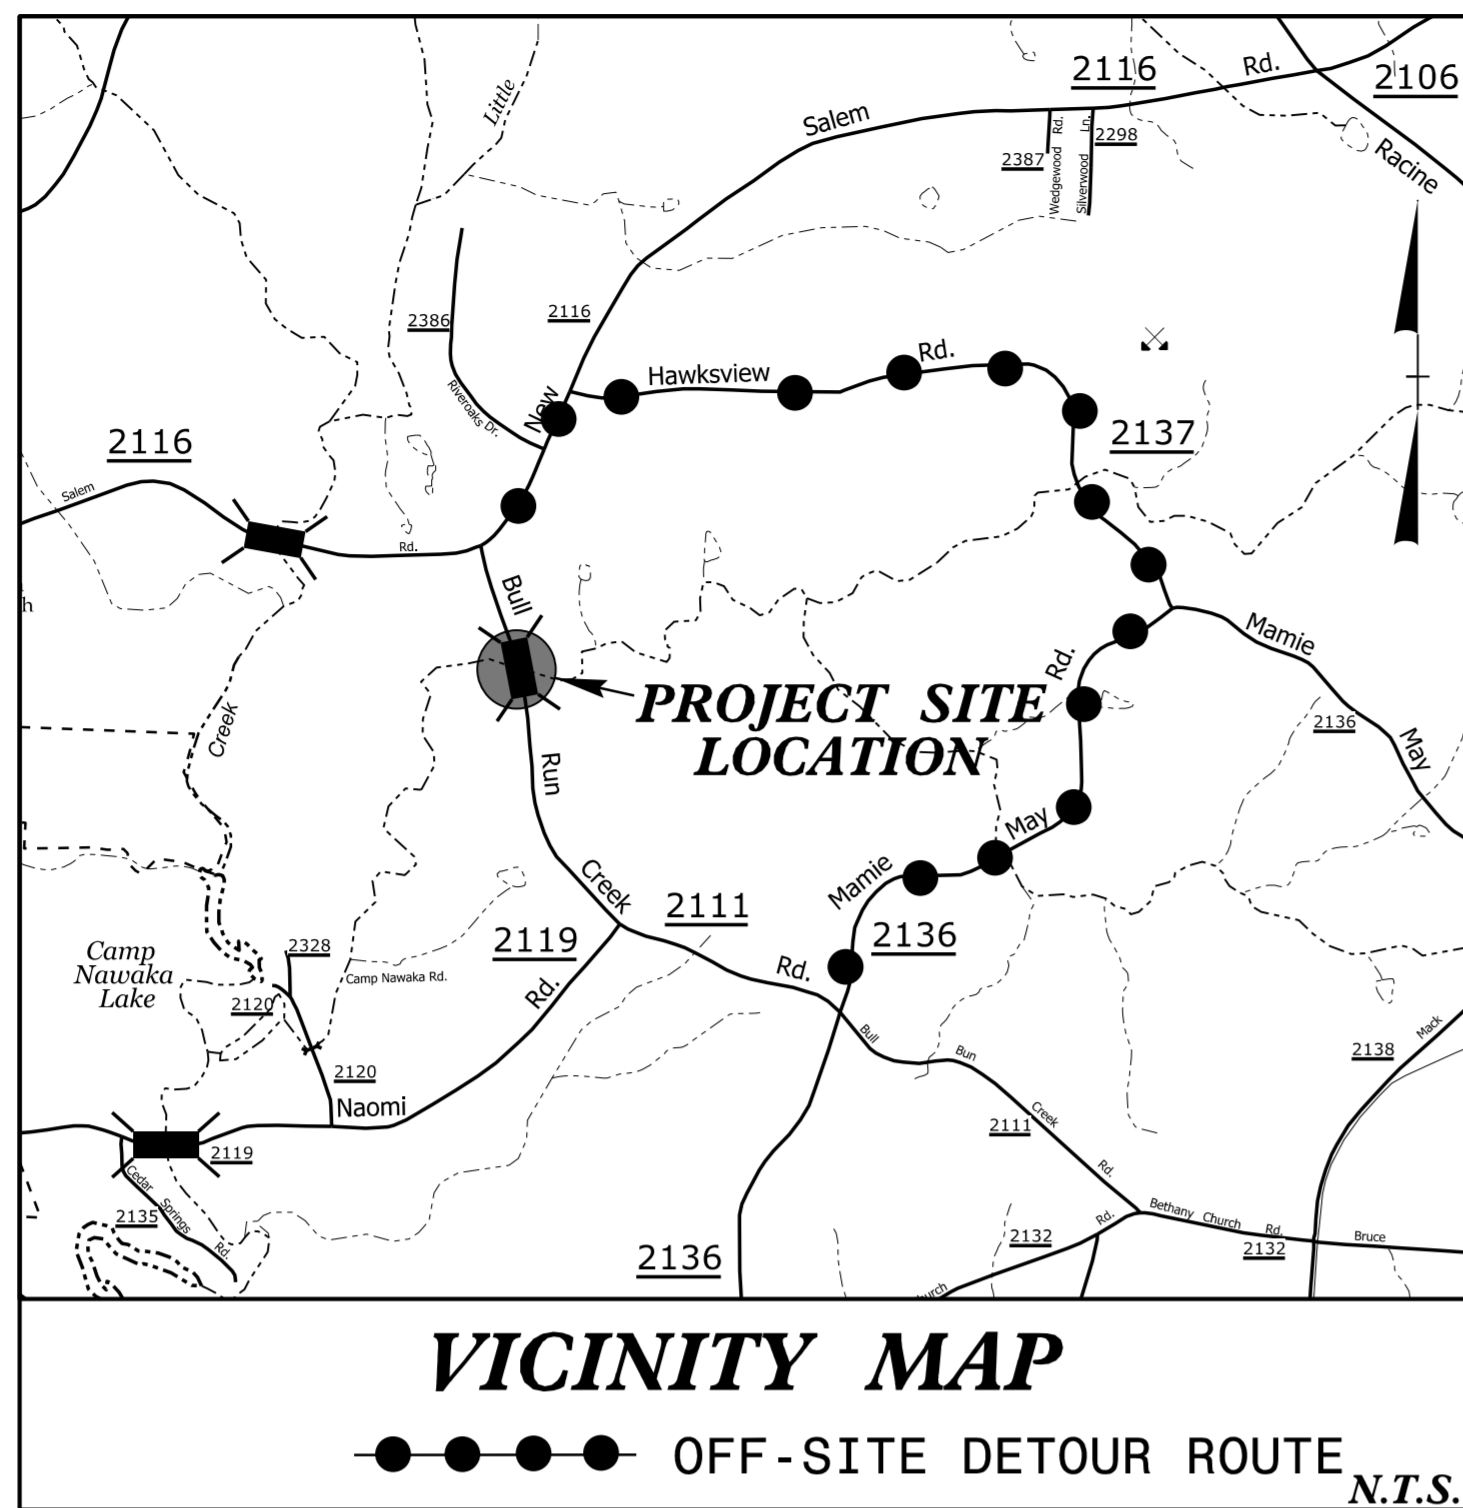 Little
2116
Rd.
2106
Salem
2298
2387
Wedgewood Rd.
Silverwood Ln.
Racine
2386
2116
Rd.
Hawksview
New
Riveroaks Dr.
2137
2116
Salem
Rd.
Bull
h
Mamie
Rd.
PROJECT SITE
LOCATION
2136
Creek
May
Run
May
Mamie
Creek
2111
2136
2119
Camp
Nawaka
Lake
2328
Camp Nawaka Rd.
Rd.
Rd.
2120
Bull
Bun
Mack
2138
2120
Naomi
Creek
2111
2119
Rd.
Cedar Springs Rd.
2135
Bethany Church Rd.
Rd.
2132
2132
Bruce
2136
urch
VICINITY MAP
OFF-SITE DETOUR ROUTE
N.T.S.